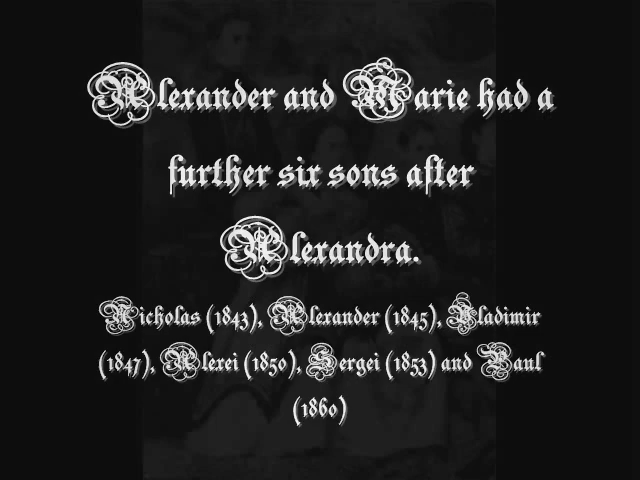 Alexander and Marie had a
further six sons after
Alexandra.
Nicholas (1843), Alexander (1845), Vladimir
(1847), Alexei (1850), Sergei (1853) and Paul
(1860)